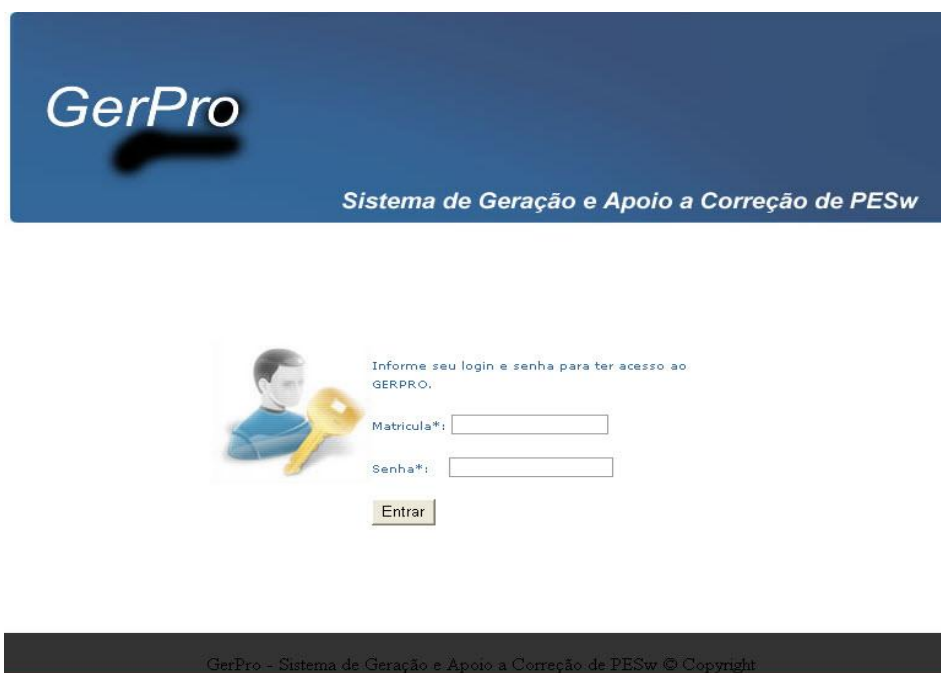 GerPro
Sistema de Geração e Apoio a Correção de PESw
Informe seu login e senha para ter acesso ao
GERPRO.
Matricula*:
Senha*:
Entrar
GerPro - Sistema de Geração e Apoio a Correção de PESw © Copyright